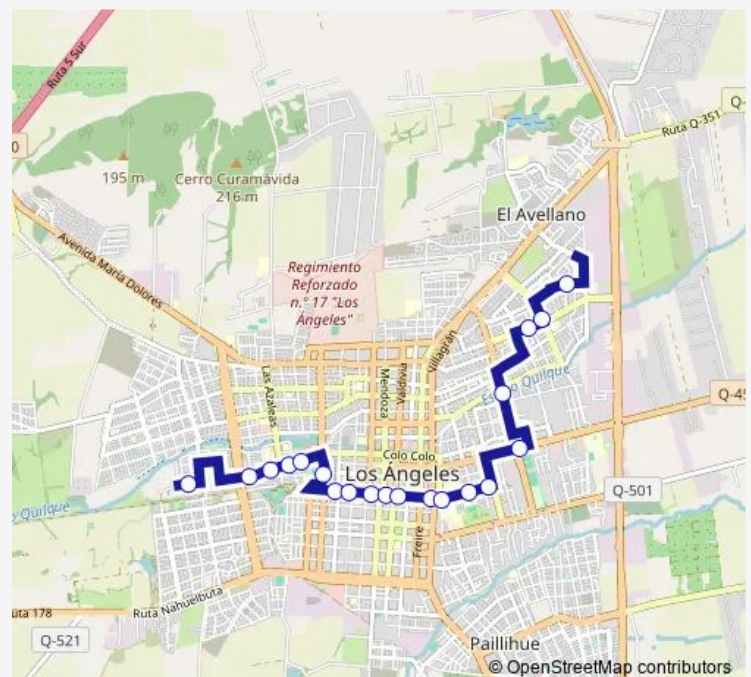 Ruta 5 Sur
Q-
Ruta Q-351
0
195 m
Cerro Curamávida
216 m
El Avellano
Avenida María Dolores
Regimiento
Reforzado
n.º 17 "Los
Ángeles"
Villagrán
Las Azaleas
Mendoza
Valdivia
Estero Quilque
Q-45
Colo Colo
Los Ángeles
Q-501
o Quilque
Freire
Ruta Nahuelbuta
uta 178
Q-521
Paillihue
© OpenStreetMap contributors